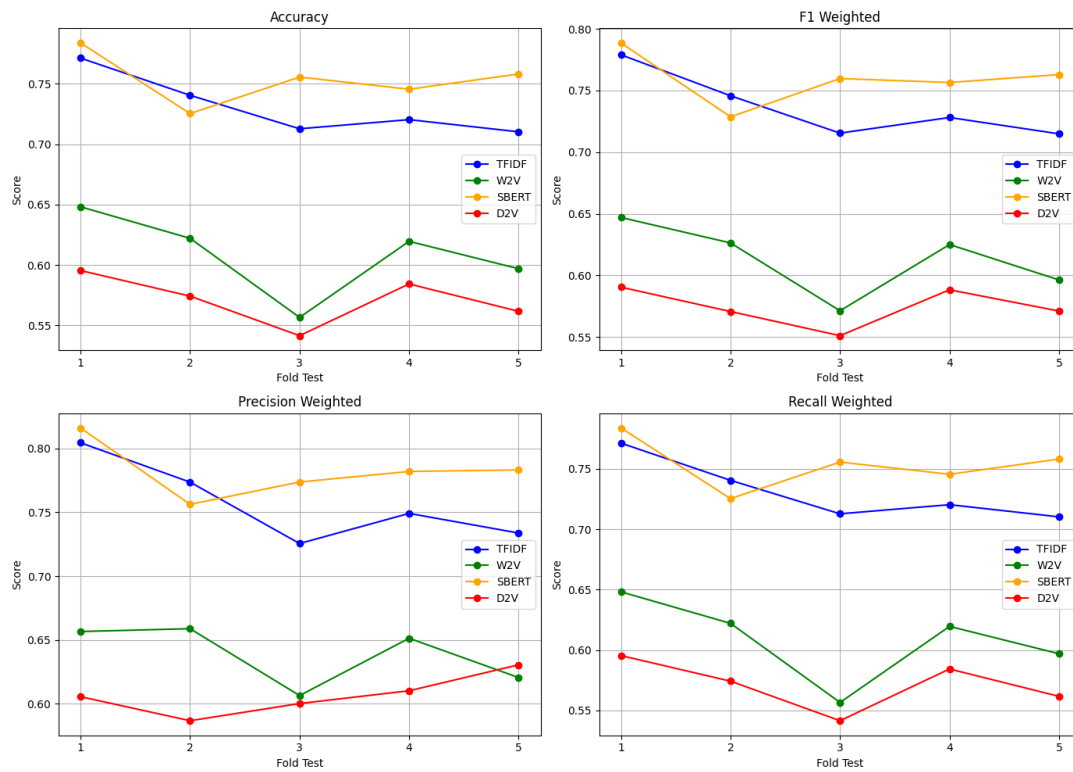 Accuracy
0.75
0.70
0.65
0.60
0.55
Score
TFIDF
W2V
SBERT
D2V
1 2 3 4 5
Fold Test
F1 Weighted
0.80
0.75
0.70
0.65
0.60
0.55
Score
TFIDF
W2V
SBERT
D2V
1 2 3 4 5
Fold Test
Precision Weighted
0.80
0.75
0.70
0.65
0.60
Score
TFIDF
W2V
SBERT
D2V
1 2 3 4 5
Fold Test
Recall Weighted
0.75
0.70
0.65
0.60
0.55
Score
TFIDF
W2V
SBERT
D2V
1 2 3 4 5
Fold Test